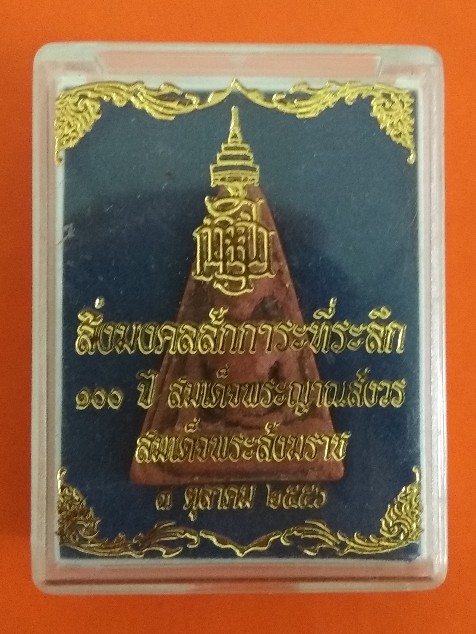 สิ่งมงคลสักการะที่ระลึก
๑๐๐ ปี สมเด็จพระญาณสังวร
สมเด็จพระสังฆราช
๓ ตุลาคม ๒๕๕๖